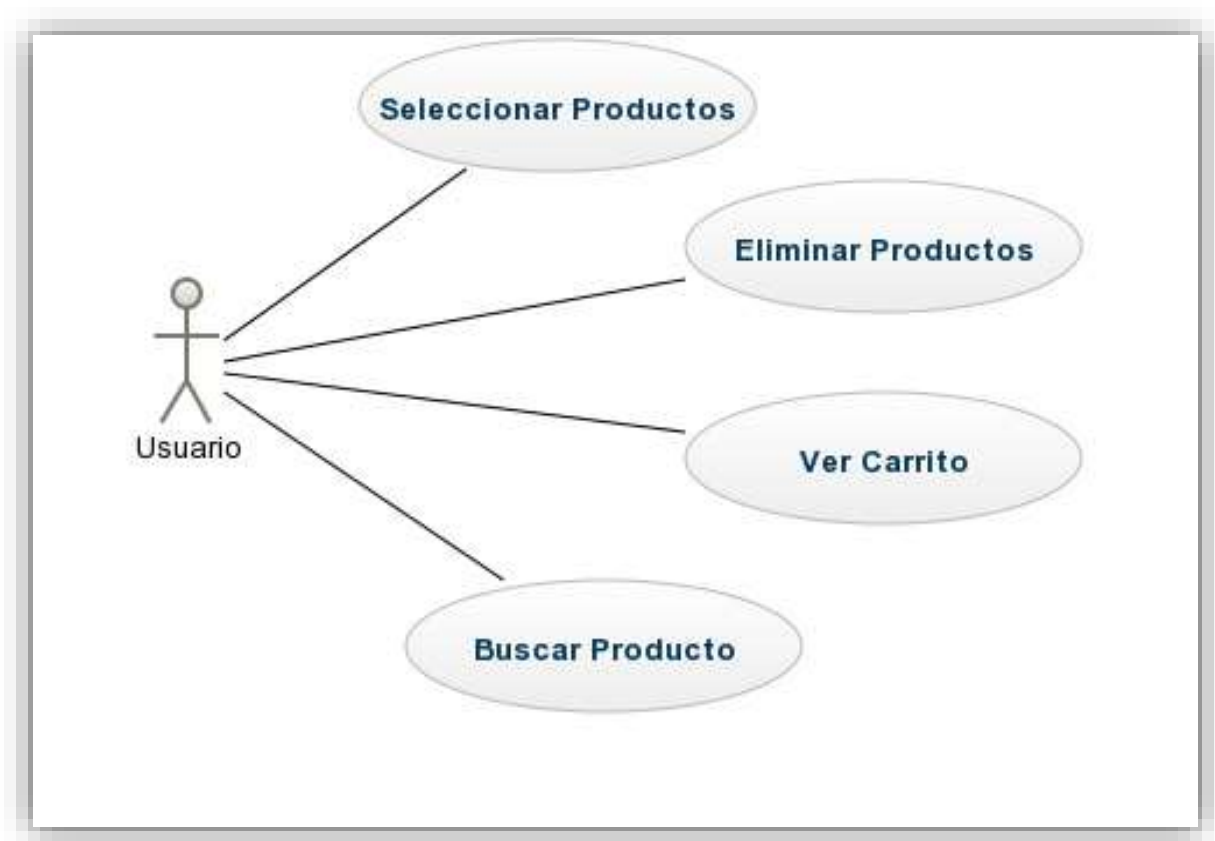 Seleccionar Productos
Eliminar Productos
Usuario
Ver Carrito
Buscar Producto